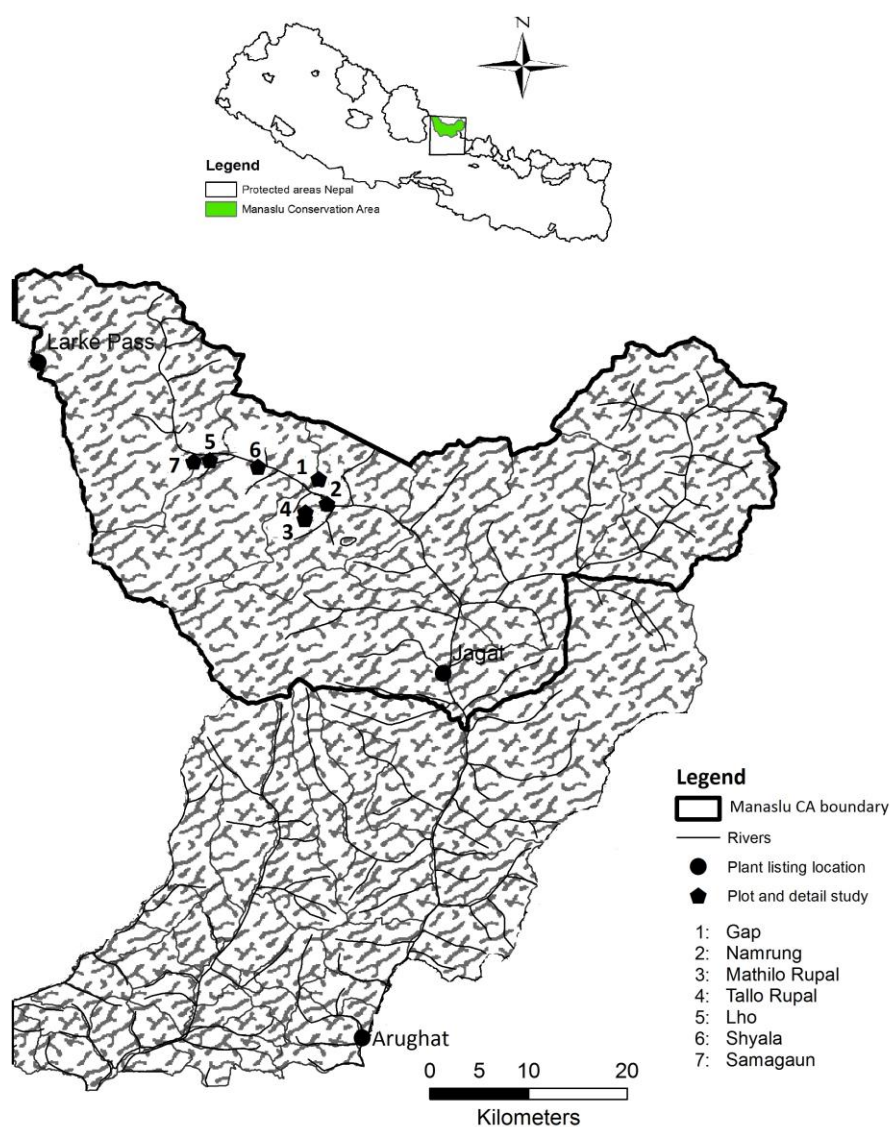 N
Legend
Protected areas Nepal
Manaslu Conservation Area
Larke Pass
5
6
7
1
2
4
3
Jagat
Legend
Manaslu CA boundary
Rivers
Plant listing location
Plot and detail study
1: Gap
2: Namrung
3: Mathilo Rupal
4: Tallo Rupal
5: Lho
6: Shyala
7: Samagaun
Arughat
0 5 10 20
Kilometers